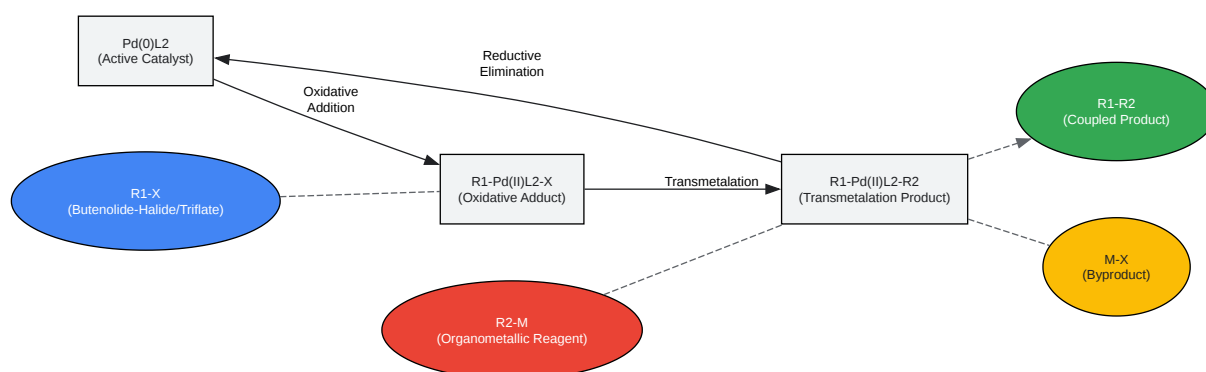 Pd(0)L2
(Active Catalyst)
Reductive
Elimination
Oxidative
Addition
R1-R2
(Coupled Product)
R1-X
(Butenolide-Halide/Triflate)
R1-Pd(II)L2-X
(Oxidative Adduct)
Transmetalation
R1-Pd(II)L2-R2
(Transmetalation Product)
M-X
(Byproduct)
R2-M
(Organometallic Reagent)